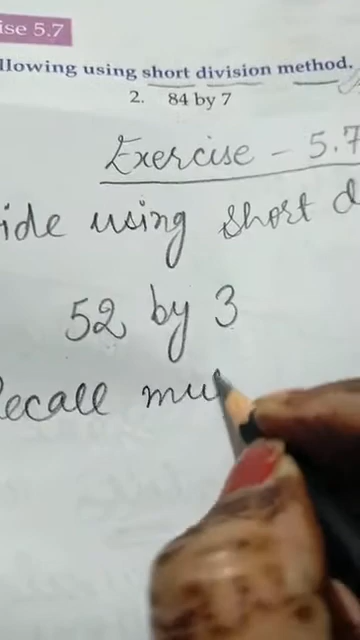 ise 5.7
llowing using short division method.
2. 84 by 7
Exercise - 5.7
ide using short d
52 by 3
ecall mu